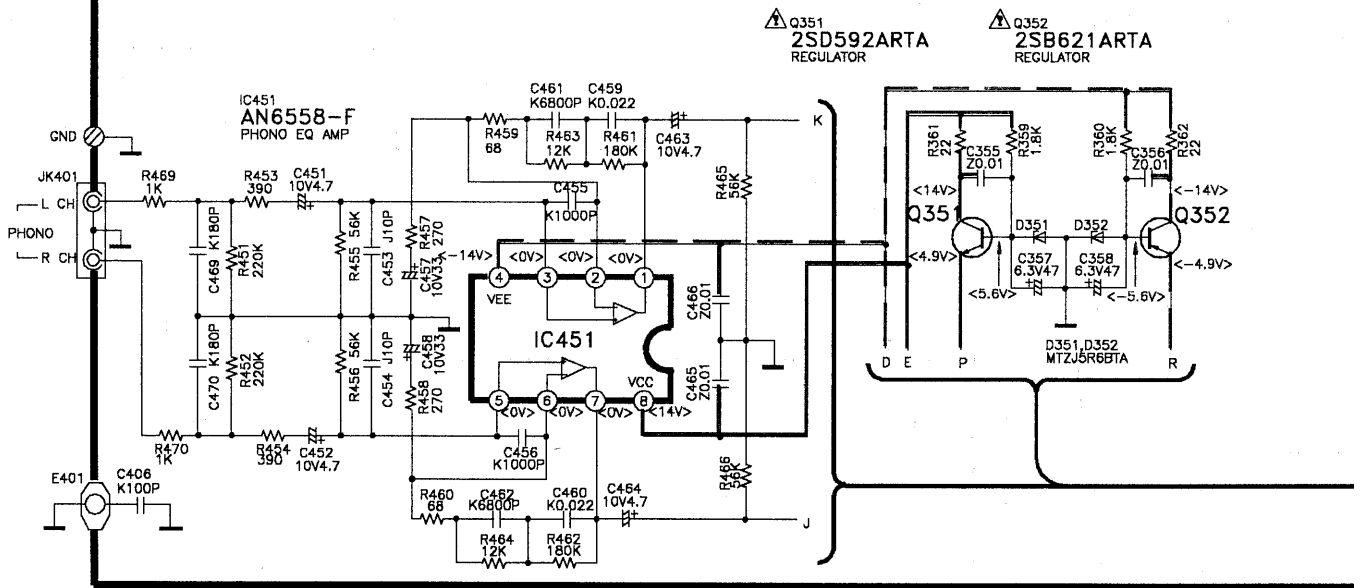 ⚠ Q351
2SD592ARTA
REGULATOR
⚠ Q352
2SB621ARTA
REGULATOR
IC451
AN6558-F
PHONO EQ AMP
GND
JK401
L CH
PHONO
R CH
E401
C406
K100P
R469
1K
R453
390
C451
10V4.7
C469
K180P
R451
220K
R455
56K
C453
J10P
R457
270
C457
10V33
C470
K180P
R452
220K
R456
56K
C454
J10P
C458
10V33
R458
270
R470
1K
R454
390
C452
10V4.7
R459
68
C461
K6800P
C459
K0.022
R463
12K
R461
180K
C463
10V4.7
K
C455
K1000P
R465
56K
<-14V>
<0V>
<0V>
<0V>
4
3
2
1
VEE
IC451
VCC
5
6
7
8
<0V>
<0V>
<0V>
<14V>
C466
Z0.01
C465
Z0.01
C456
K1000P
R466
56K
R460
68
C462
K6800P
C460
K0.022
C464
10V4.7
R464
12K
R462
180K
J
R361
22
R359
1.8K
R360
1.8K
R362
22
C355
Z0.01
C356
Z0.01
<14V>
<-14V>
Q351
D351
D352
Q352
<4.9V>
C357
6.3V47
C358
6.3V47
<-4.9V>
<5.6V>
<-5.6V>
D351,D352
MTZJ5R6BTA
D
E
P
R